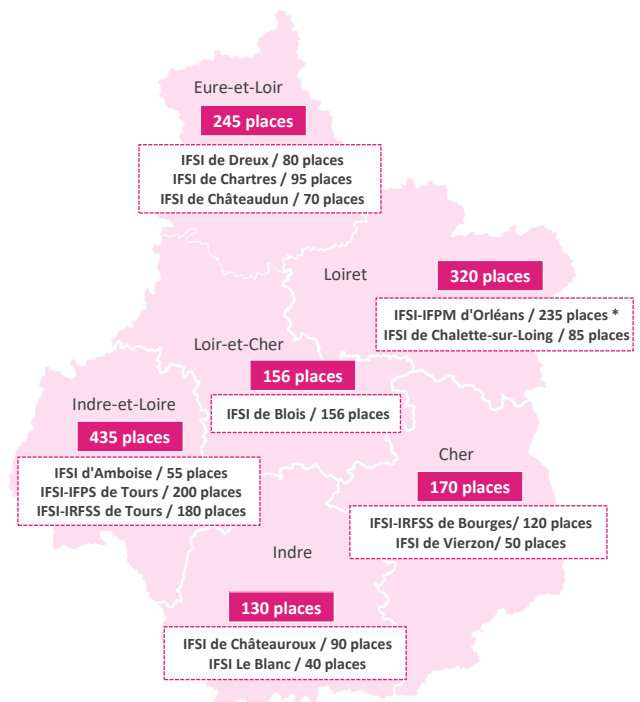 Eure-et-Loir
245 places
IFSI de Dreux / 80 places
IFSI de Chartres / 95 places
IFSI de Châteaudun / 70 places
Loiret
320 places
IFSI-IFPM d'Orléans / 235 places *
IFSI de Chalette-sur-Loing / 85 places
Loir-et-Cher
156 places
IFSI de Blois / 156 places
Indre-et-Loire
435 places
IFSI d'Amboise / 55 places
IFSI-IFPS de Tours / 200 places
IFSI-IRFSS de Tours / 180 places
Cher
170 places
IFSI-IRFSS de Bourges/ 120 places
IFSI de Vierzon/ 50 places
Indre
130 places
IFSI de Châteauroux / 90 places
IFSI Le Blanc / 40 places